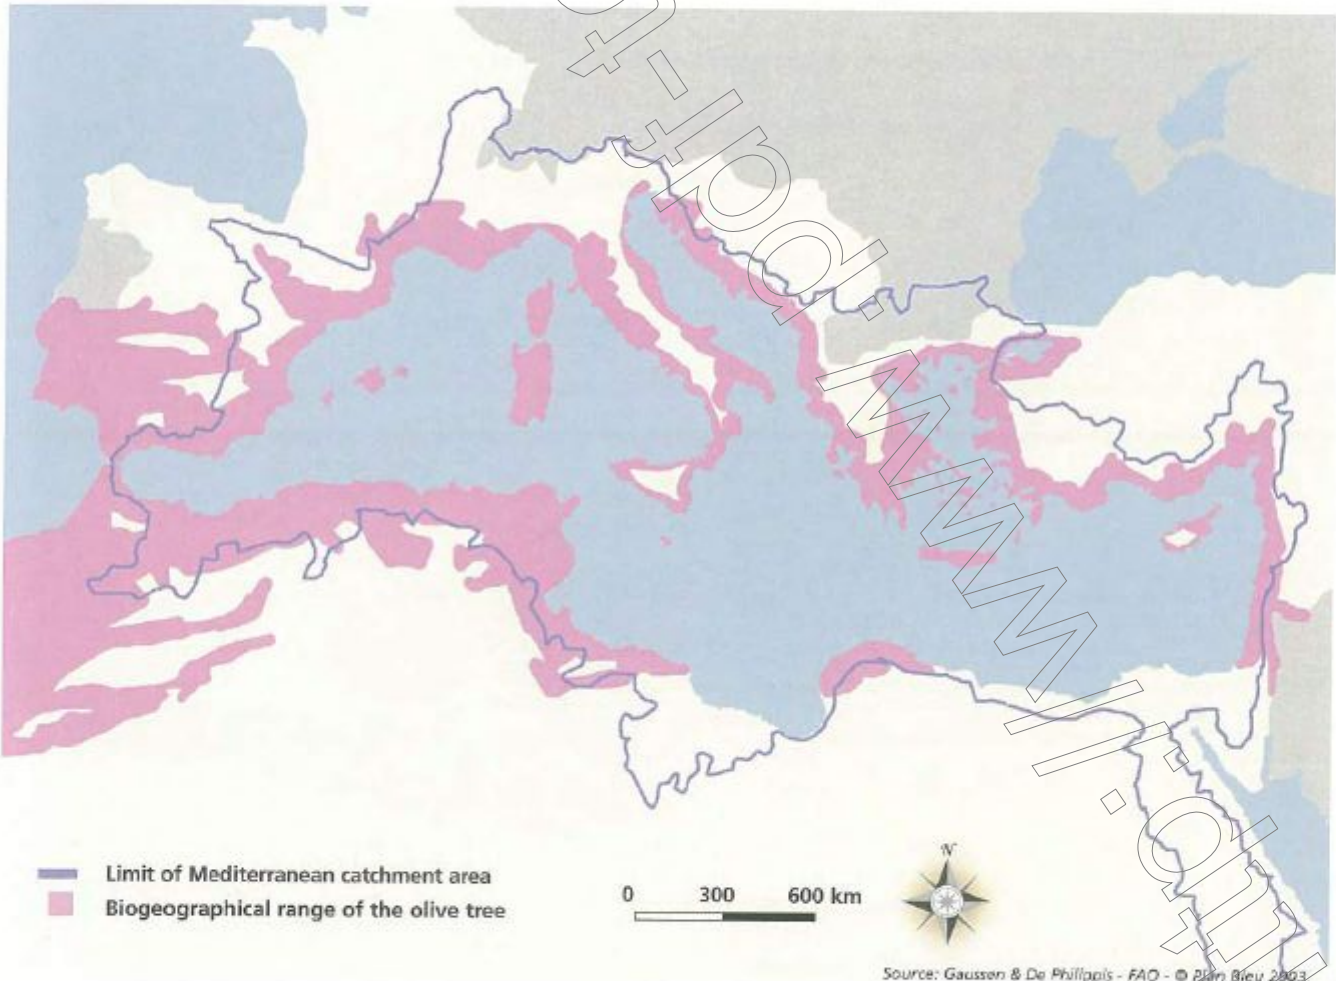 Limit of Mediterranean catchment area
Biogeographical range of the olive tree
0 300 600 km
N
Source: Gaussen & De Phillipis - FAO - © Plan Bleu 2003